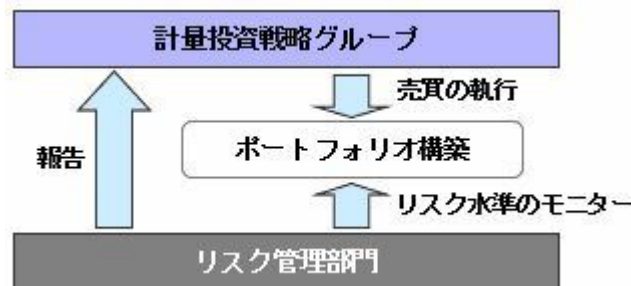 計量投資戦略グループ
売買の執行
ポートフォリオ構築
報告
リスク水準のモニター
リスク管理部門